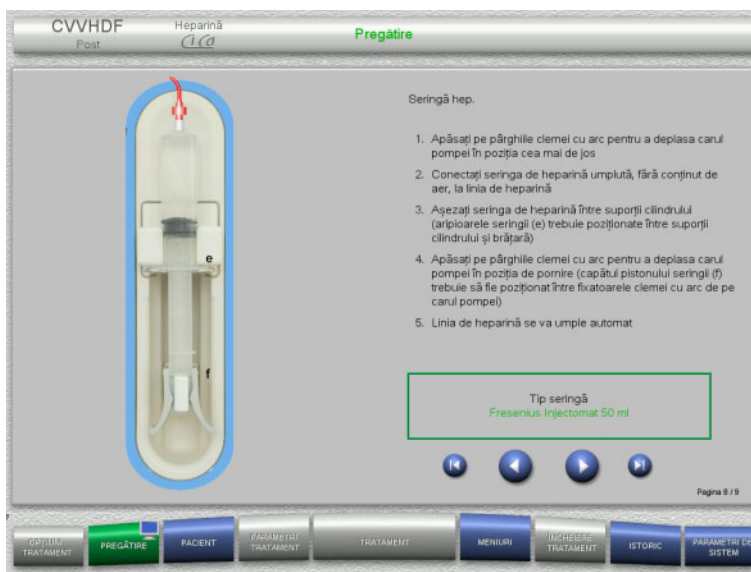 CVVHDF
Post
Heparină
CiCa
Pregătire
Seringă hep.
1. Apăsați pe pârghiile clemei cu arc pentru a deplasa carul
pompei în poziția cea mai de jos
2. Conectați seringa de heparină umplută, fără conținut de
aer, la linia de heparină
3. Așezați seringa de heparină între suporții cilindrului
(aripioarele seringii (e) trebuie poziționate între suporții
cilindrului și brățară)
4. Apăsați pe pârghiile clemei cu arc pentru a deplasa carul
pompei în poziția de pornire (capătul pistonului seringii (f)
trebuie să fie poziționat între fixatoarele clemei cu arc de pe
carul pompei)
5. Linia de heparină se va umple automat
e
f
Tip seringă
Fresenius Injectomat 50 ml
Pagina 8 / 9
OPȚIUNI
TRATAMENT
PREGĂTIRE
PACIENT
PARAMETRI
TRATAMENT
TRATAMENT
MENIURI
ÎNCHEIERE
TRATAMENT
ISTORIC
PARAMETRI DE
SISTEM